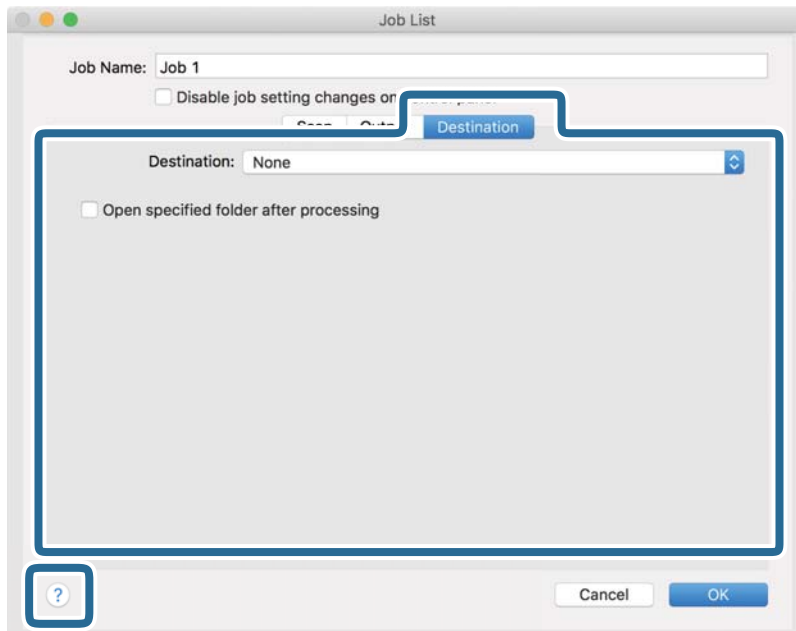 Job List
Job Name: Job 1
Disable job setting changes on
Destination
Destination: None
Open specified folder after processing
? Cancel OK